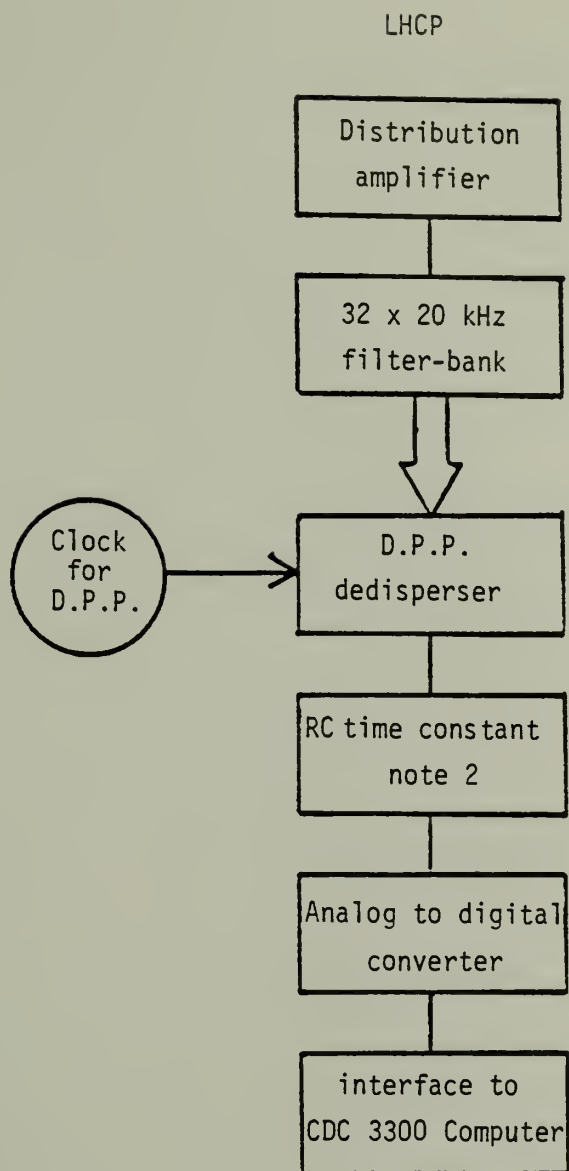 LHCP
Distribution
amplifier
32 x 20 kHz
filter-bank
Clock
for
D.P.P.
D.P.P.
dedisperser
RC time constant
note 2
Analog to digital
converter
interface to
CDC 3300 Computer